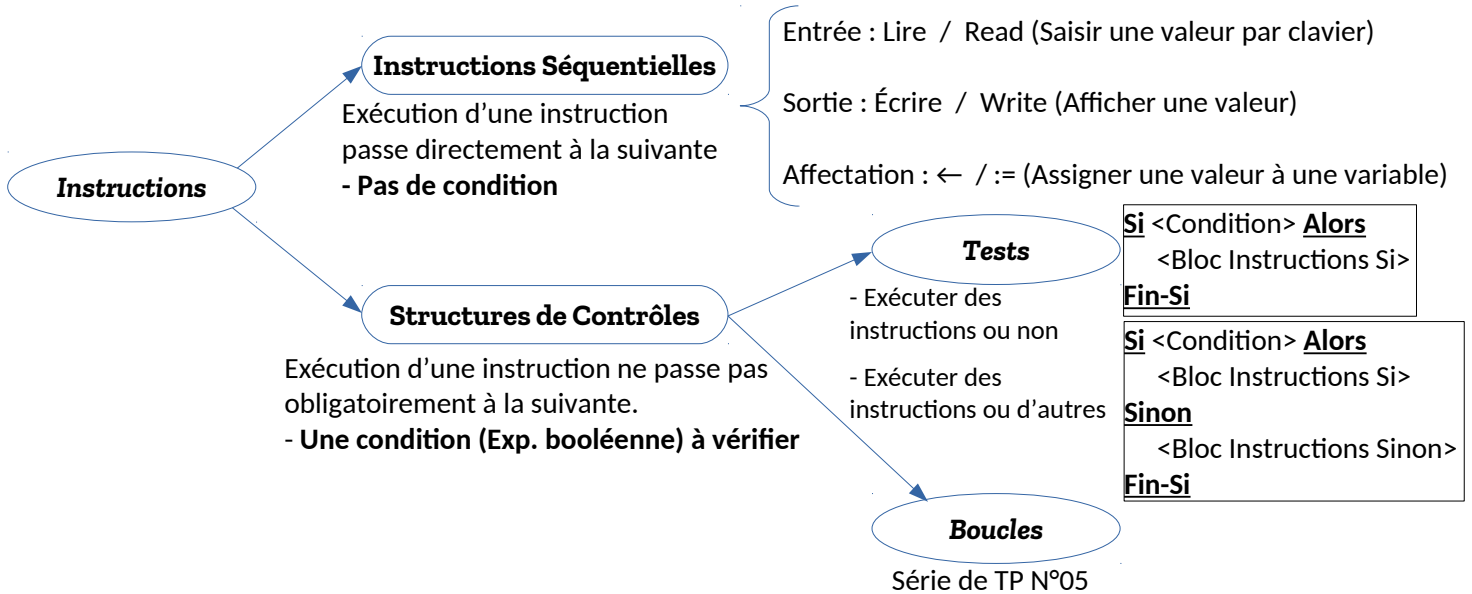 Instructions
Instructions Séquentielles
Exécution d’une instruction
passe directement à la suivante
- Pas de condition
Entrée : Lire / Read (Saisir une valeur par clavier)
Sortie : Écrire / Write (Afficher une valeur)
Affectation : ← / := (Assigner une valeur à une variable)
Structures de Contrôles
Exécution d’une instruction ne passe pas
obligatoirement à la suivante.
- Une condition (Exp. booléenne) à vérifier
Tests
- Exécuter des
instructions ou non
- Exécuter des
instructions ou d’autres
Si <Condition> Alors
<Bloc Instructions Si>
Fin-Si
Si <Condition> Alors
<Bloc Instructions Si>
Sinon
<Bloc Instructions Sinon>
Fin-Si
Boucles
Série de TP N°05